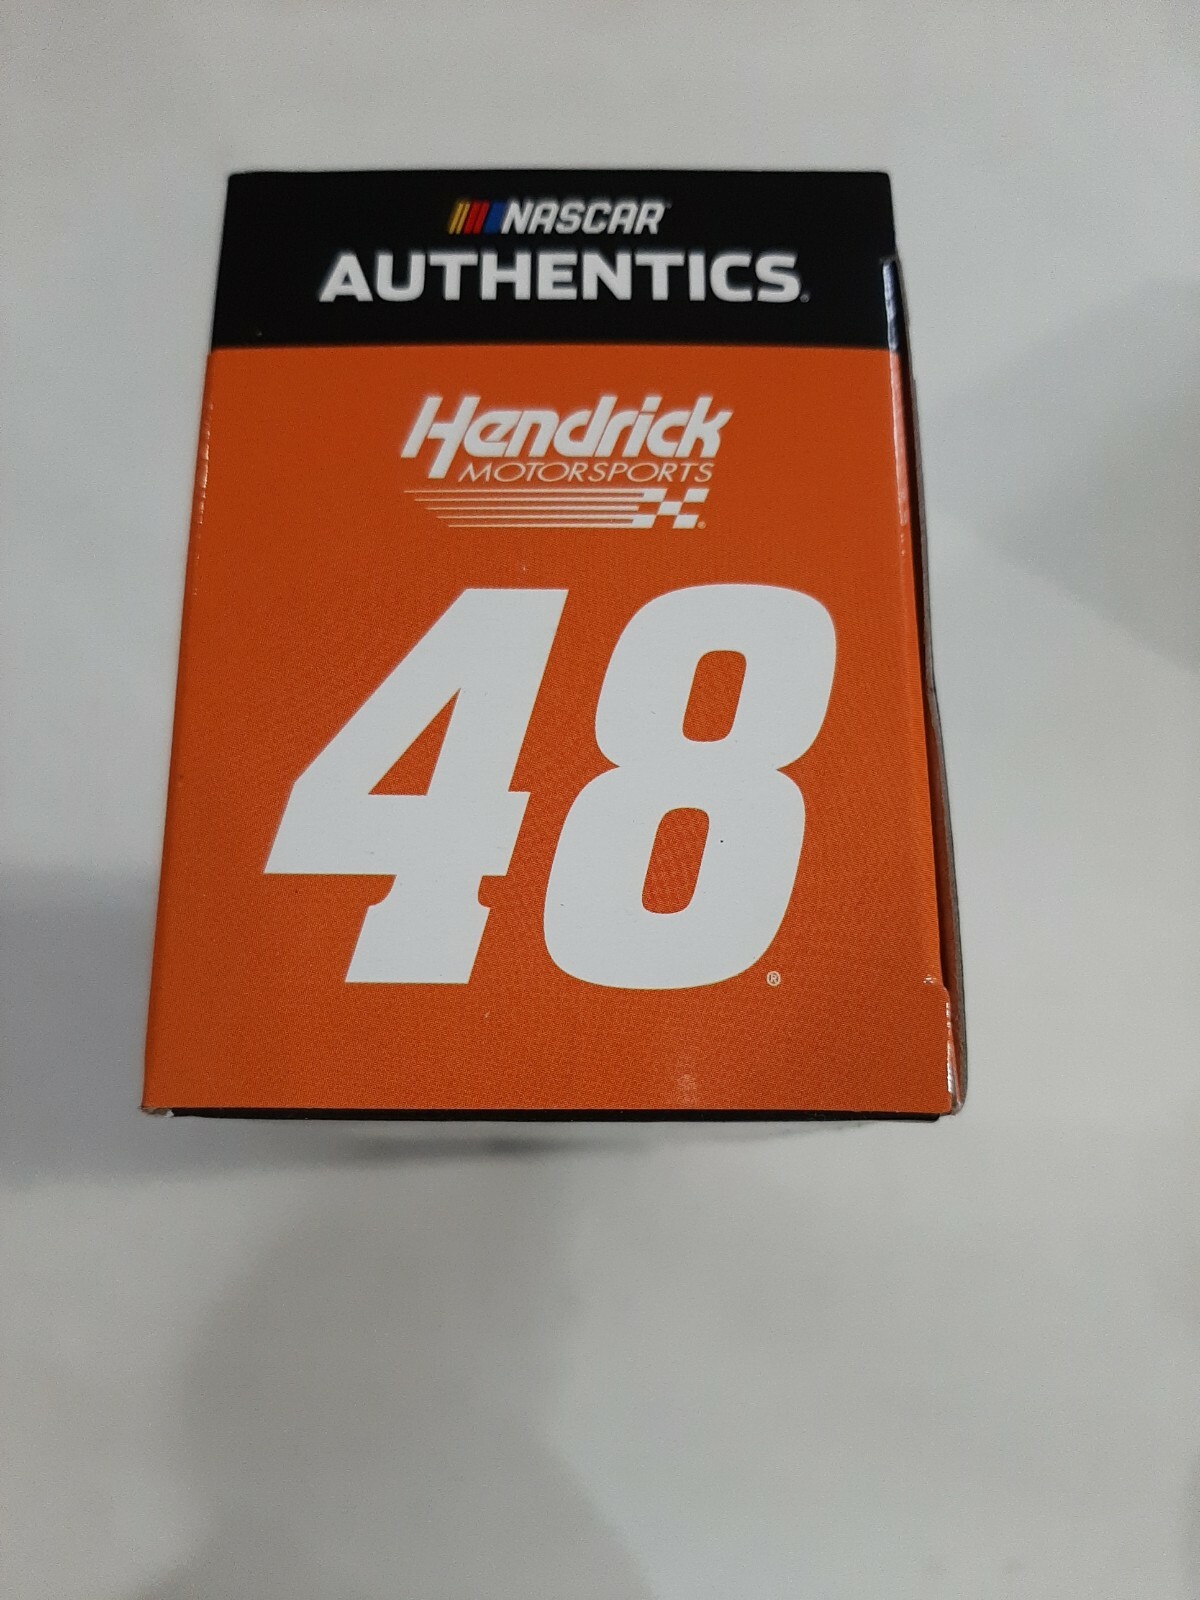 NASCAR
AUTHENTICS®
Hendrick
MOTORSPORTS
®
48®